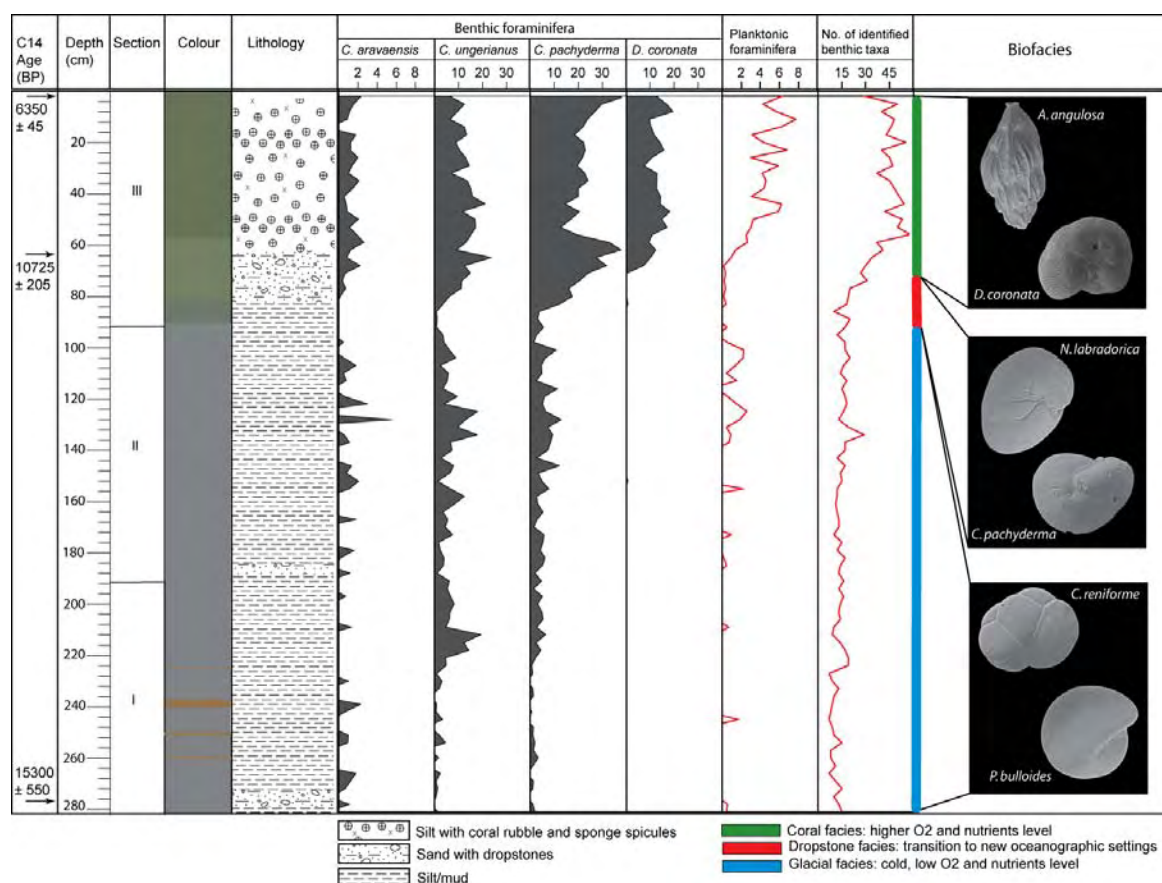 C14 Age (BP)
Depth (cm)
Section
Colour
Lithology
Benthic foraminifera
C. aravaensis
C. ungerianus
C. pachyderma
D. coronata
Planktonic foraminifera
No. of identified benthic taxa
Biofacies
2 4 6 8
10 20 30
10 20 30
10 20 30
2 4 6 8
15 30 45
6350
± 45
10725
± 205
15300
± 550
20
40
60
80
100
120
140
160
180
200
220
240
260
280
III
II
I
A. angulosa
D. coronata
N. labradorica
C. pachyderma
C. reniforme
P. bulloides
Silt with coral rubble and sponge spicules
Sand with dropstones
Silt/mud
Coral facies: higher O2 and nutrients level
Dropstone facies: transition to new oceanographic settings
Glacial facies: cold, low O2 and nutrients level